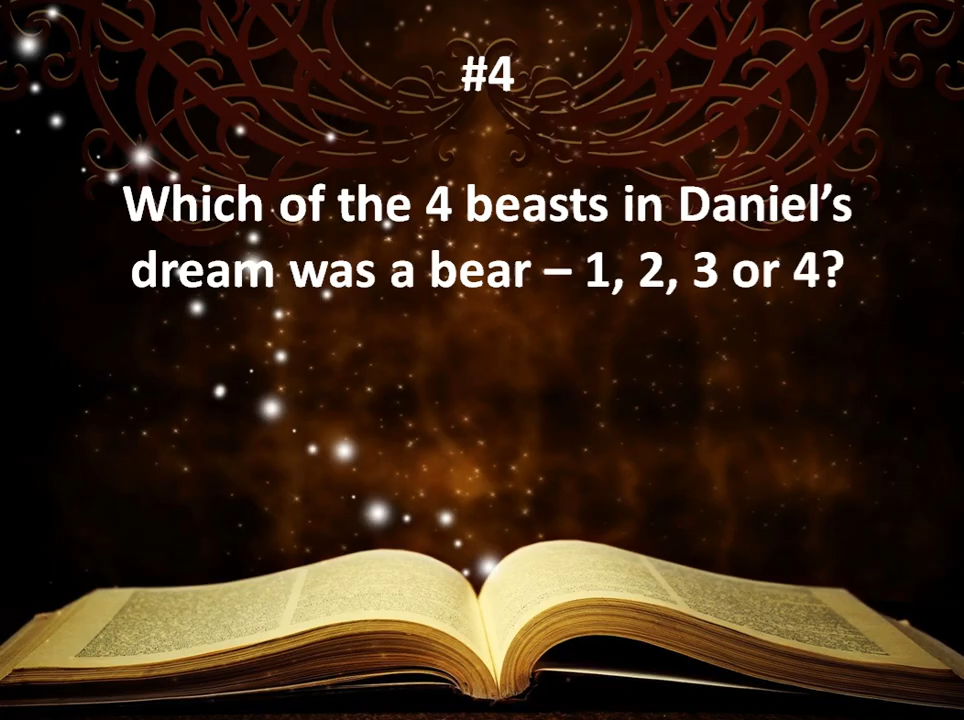 #4
Which of the 4 beasts in Daniel’s
dream was a bear – 1, 2, 3 or 4?